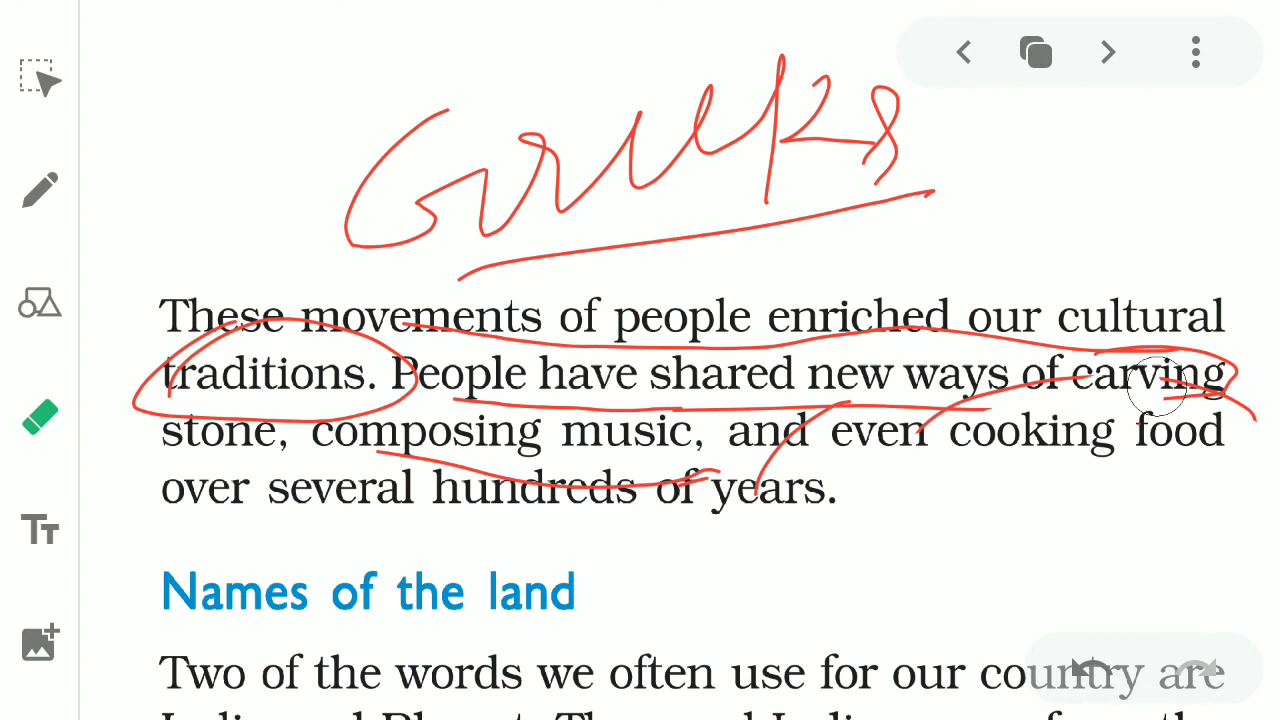 Greeks
These movements of people enriched our cultural
traditions. People have shared new ways of carving
stone, composing music, and even cooking food
over several hundreds of years.
Names of the land
Two of the words we often use for our country are